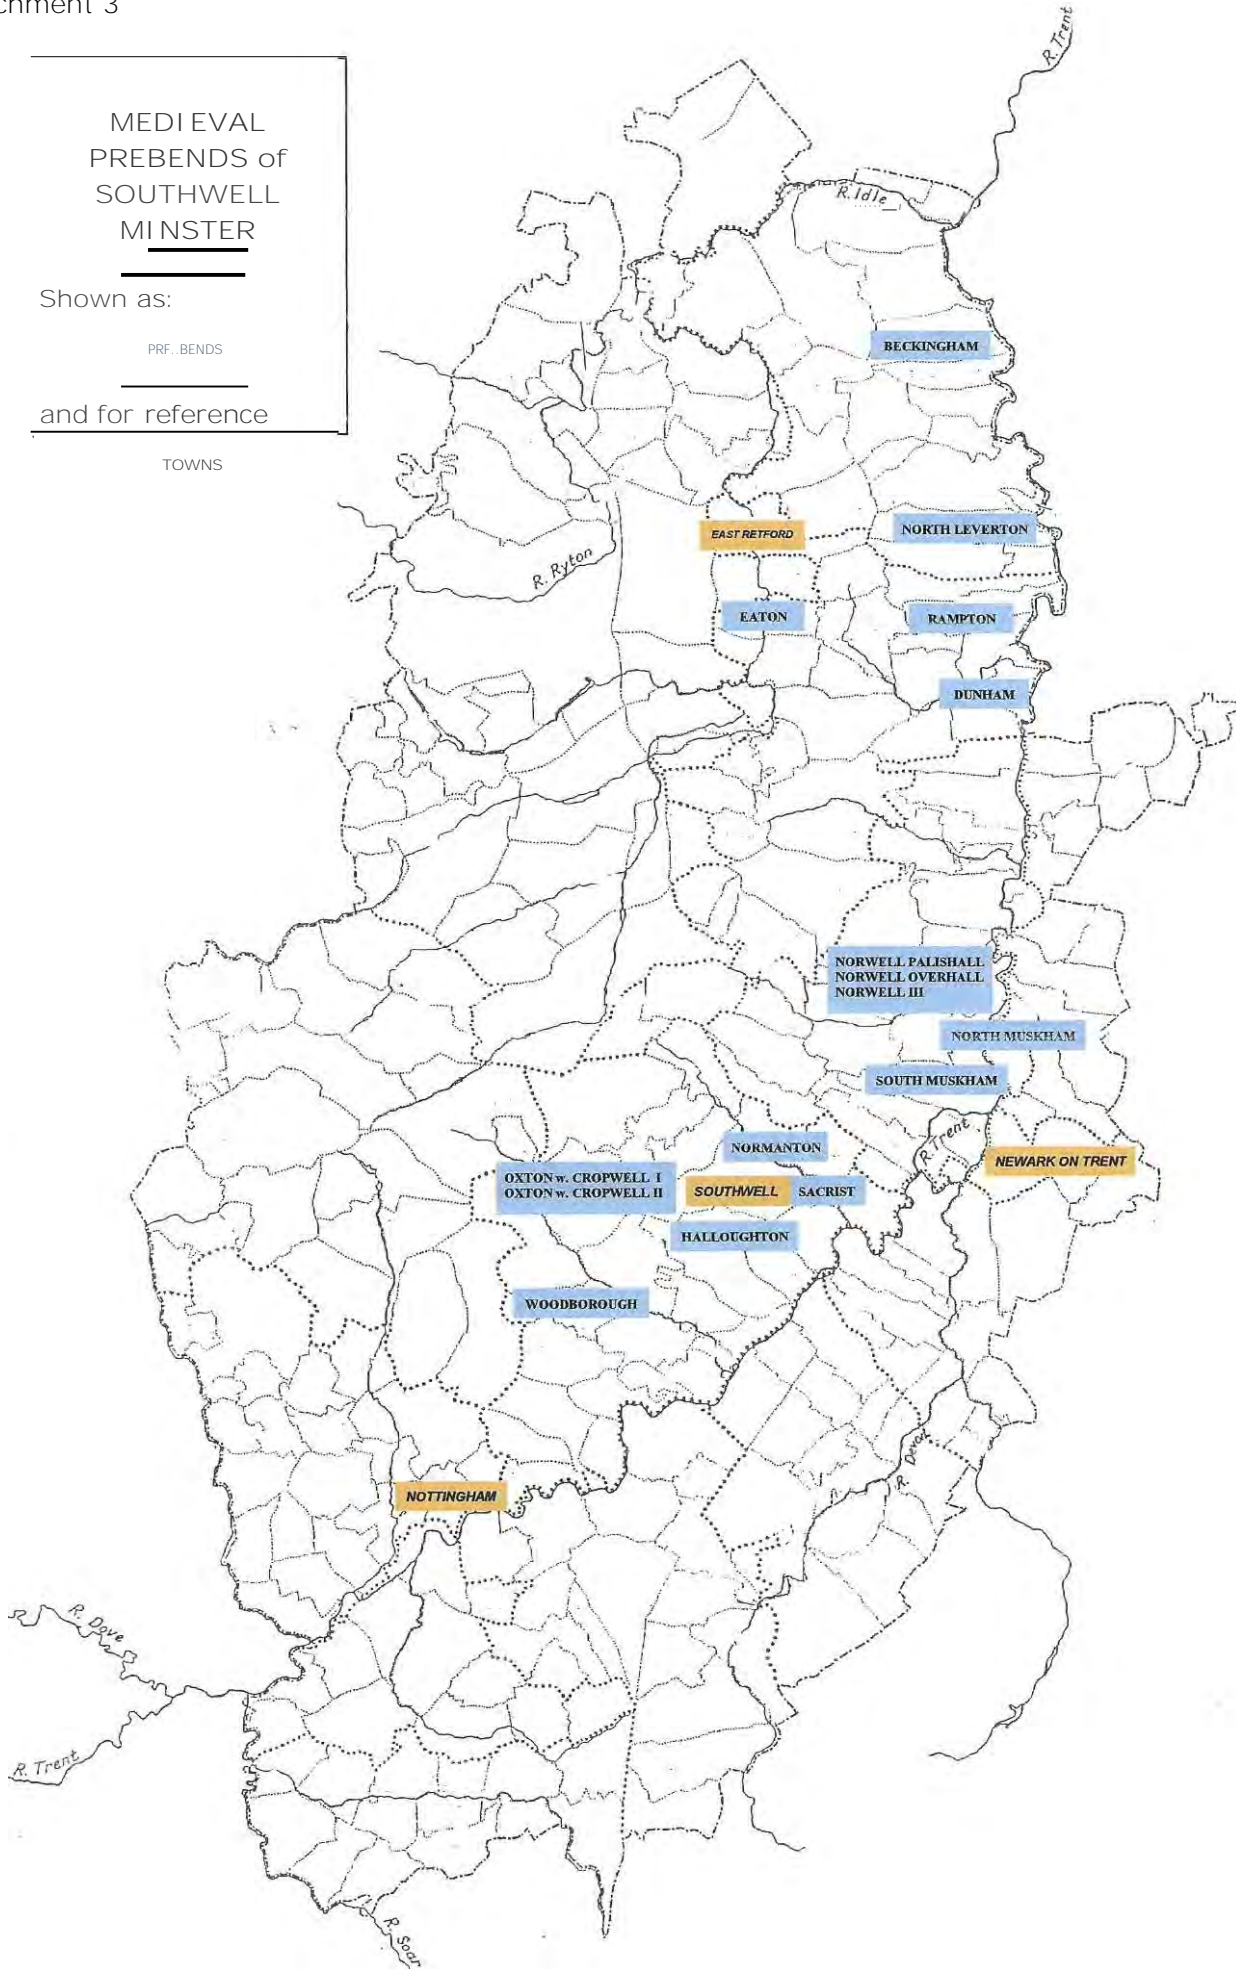 chment 3
MEDIEVAL
PREBENDS of
SOUTHWELL
MINSTER
Shown as:
PRF..BENDS
and for reference
TOWNS
R. Trent
R. Idle
BECKINGHAM
EAST RETFORD
NORTH LEVERTON
R. Ryton
EATON
RAMPTON
DUNHAM
NORWELL PALISHALL
NORWELL OVERHALL
NORWELL III
NORTH MUSKHAM
SOUTH MUSKHAM
R. Trent
NORMANTON
NEWARK ON TRENT
OXTON w. CROPWELL I
OXTON w. CROPWELL II
SOUTHWELL
SACRIST
HALLOUGHTON
WOODBOROUGH
R. Devon
NOTTINGHAM
R. Dove
R. Trent
R. Soar